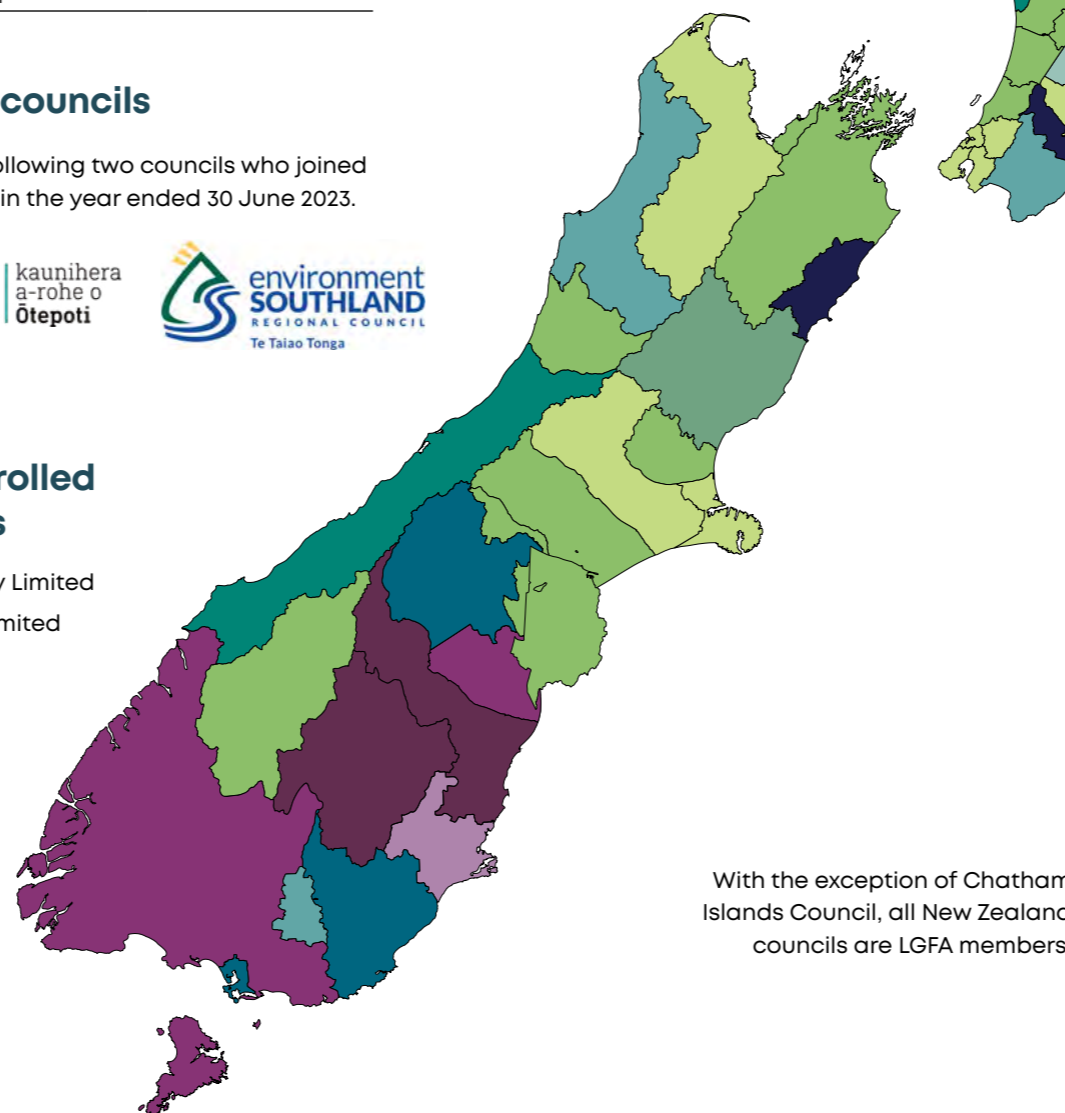 councils
ollowing two councils who joined
in the year ended 30 June 2023.
kaunihera
a-rohe o
Ōtepoti
environment
SOUTHLAND
REGIONAL COUNCIL
Te Taiao Tonga
rolled
s
y Limited
mited
With the exception of Chatham
Islands Council, all New Zealand
councils are LGFA members